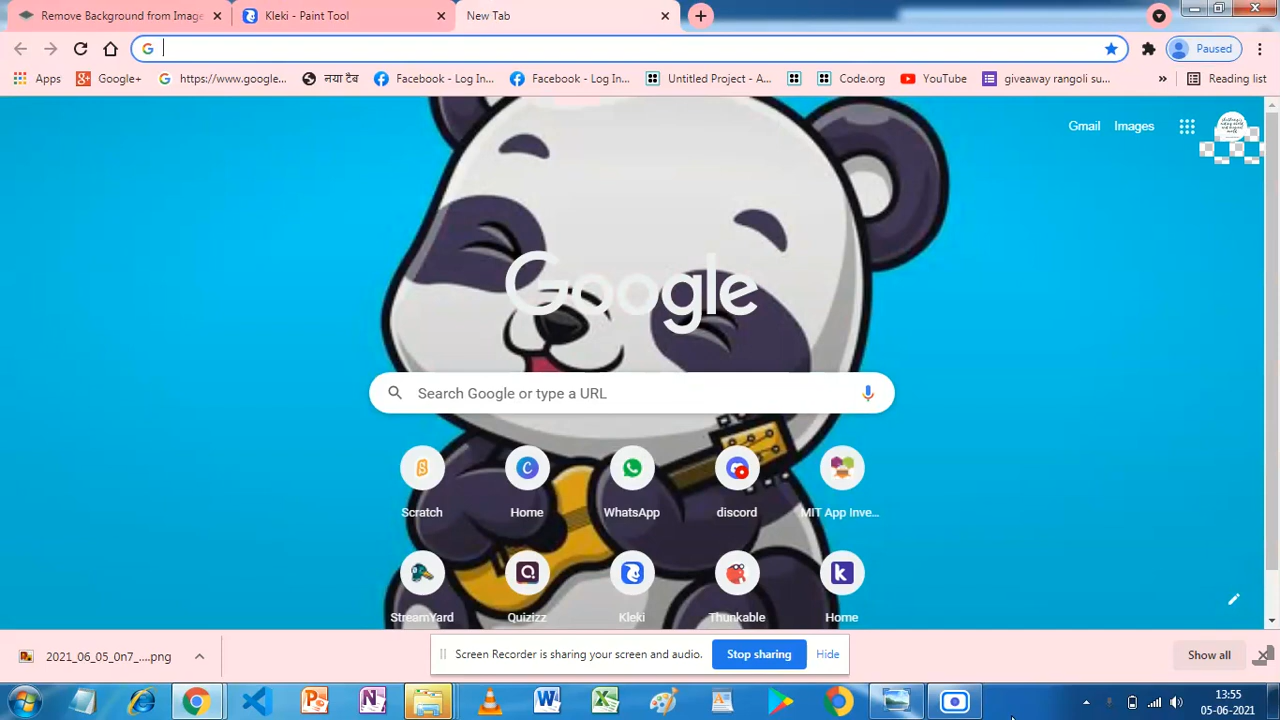 Remove Background from Image
Kleki - Paint Tool
New Tab
Paused
Apps
Google+
https://www.google...
नया टैब
Facebook - Log In...
Facebook - Log In...
Untitled Project - A...
Code.org
YouTube
giveaway rangoli su...
»
Reading list
Gmail
Images
Google
Search Google or type a URL
Scratch
Home
WhatsApp
discord
MIT App Inve...
StreamYard
Quizizz
Kleki
Thunkable
Home
2021_06_05_0n7_....png
Screen Recorder is sharing your screen and audio.
Stop sharing
Hide
Show all
13:55
05-06-2021